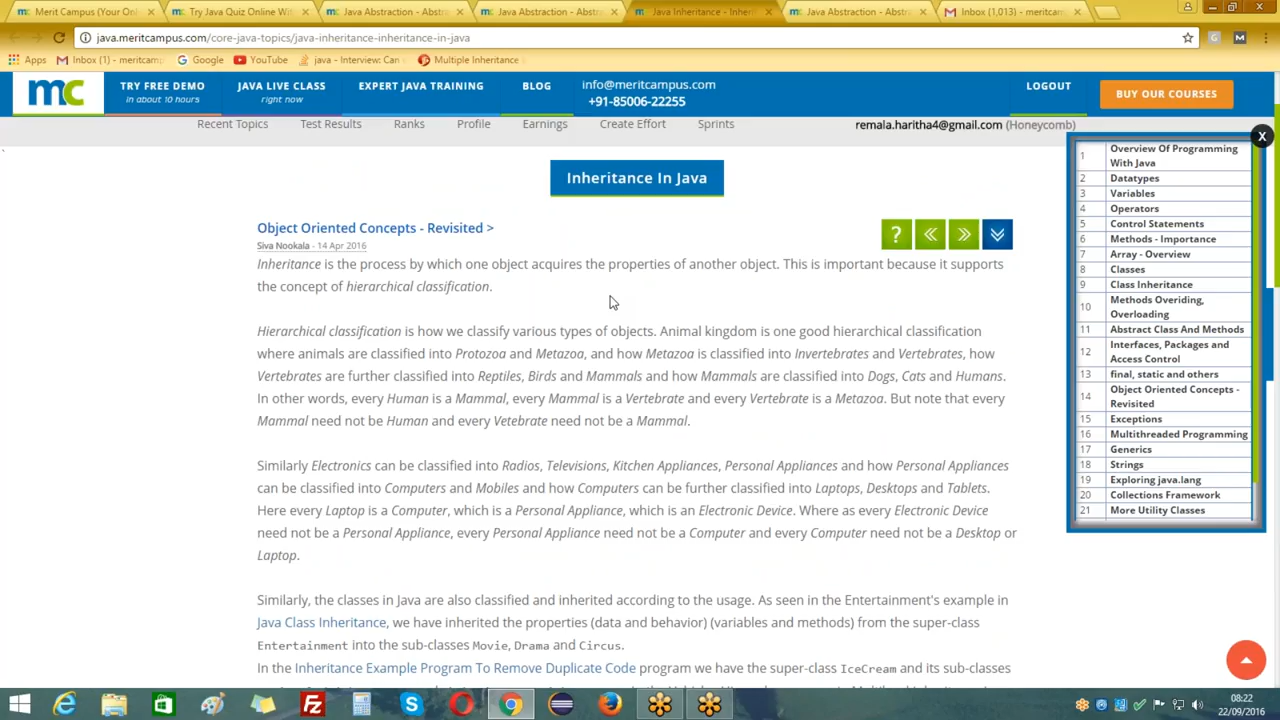 Merit Campus (Your Onl
Try Java Quiz Online Wit
Java Abstraction - Abstr
Java Abstraction - Abstr
Java Inheritance - Inheri
Java Abstraction - Abstr
Inbox (1,013) - meritcam
java.meritcampus.com/core-java-topics/java-inheritance-inheritance-in-java
Apps
Inbox (1) - meritcamp
Google
YouTube
java - Interview: Can
Multiple Inheritance
mc
TRY FREE DEMO
in about 10 hours
JAVA LIVE CLASS
right now
EXPERT JAVA TRAINING
BLOG
info@meritcampus.com
+91-85006-22255
LOGOUT
BUY OUR COURSES
Recent Topics
Test Results
Ranks
Profile
Earnings
Create Effort
Sprints
remala.haritha4@gmail.com (Honeycomb)
X
Inheritance In Java
Object Oriented Concepts - Revisited >
Siva Nookala - 14 Apr 2016
?
Inheritance is the process by which one object acquires the properties of another object. This is important because it supports
the concept of hierarchical classification.
Hierarchical classification is how we classify various types of objects. Animal kingdom is one good hierarchical classification
where animals are classified into Protozoa and Metazoa, and how Metazoa is classified into Invertebrates and Vertebrates, how
Vertebrates are further classified into Reptiles, Birds and Mammals and how Mammals are classified into Dogs, Cats and Humans.
In other words, every Human is a Mammal, every Mammal is a Vertebrate and every Vertebrate is a Metazoa. But note that every
Mammal need not be Human and every Vetebrate need not be a Mammal.
Similarly Electronics can be classified into Radios, Televisions, Kitchen Appliances, Personal Appliances and how Personal Appliances
can be classified into Computers and Mobiles and how Computers can be further classified into Laptops, Desktops and Tablets.
Here every Laptop is a Computer, which is a Personal Appliance, which is an Electronic Device. Where as every Electronic Device
need not be a Personal Appliance, every Personal Appliance need not be a Computer and every Computer need not be a Desktop or
Laptop.
Similarly, the classes in Java are also classified and inherited according to the usage. As seen in the Entertainment's example in
Java Class Inheritance, we have inherited the properties (data and behavior) (variables and methods) from the super-class
Entertainment into the sub-classes Movie, Drama and Circus.
In the Inheritance Example Program To Remove Duplicate Code program we have the super-class IceCream and its sub-classes
1 Overview Of Programming
With Java
2 Datatypes
3 Variables
4 Operators
5 Control Statements
6 Methods - Importance
7 Array - Overview
8 Classes
9 Class Inheritance
10 Methods Overiding,
Overloading
11 Abstract Class And Methods
12 Interfaces, Packages and
Access Control
13 final, static and others
14 Object Oriented Concepts -
Revisited
15 Exceptions
16 Multithreaded Programming
17 Generics
18 Strings
19 Exploring java.lang
20 Collections Framework
21 More Utility Classes
08:22
22/09/2016